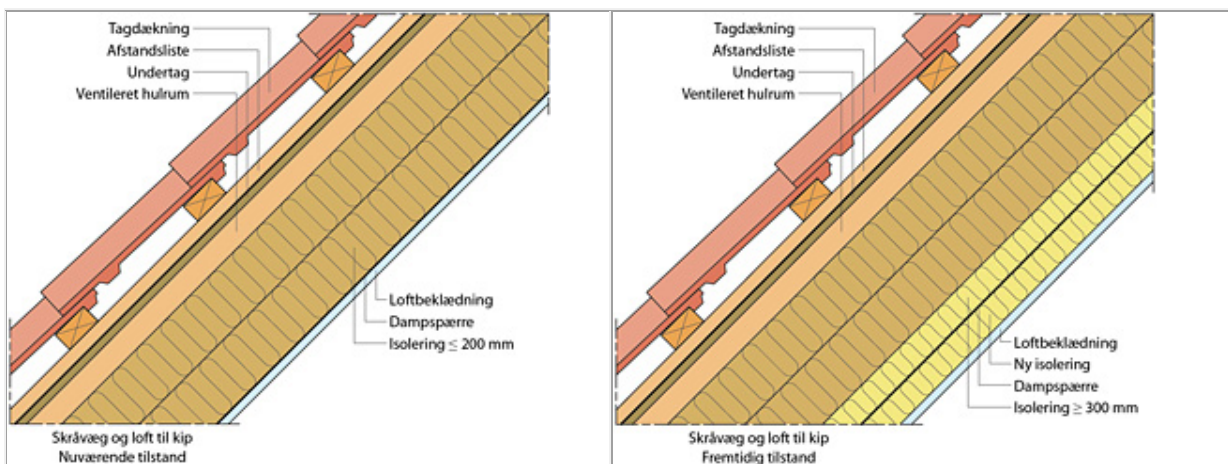 Tagdækning
Afstandsliste
Undertag
Ventileret hulrum
Loftbeklædning
Dampspærre
Isolering ≤ 200 mm
Skråvæg og loft til kip
Nuværende tilstand
Tagdækning
Afstandsliste
Undertag
Ventileret hulrum
Loftbeklædning
Ny isolering
Dampspærre
Isolering ≥ 300 mm
Skråvæg og loft til kip
Fremtidig tilstand